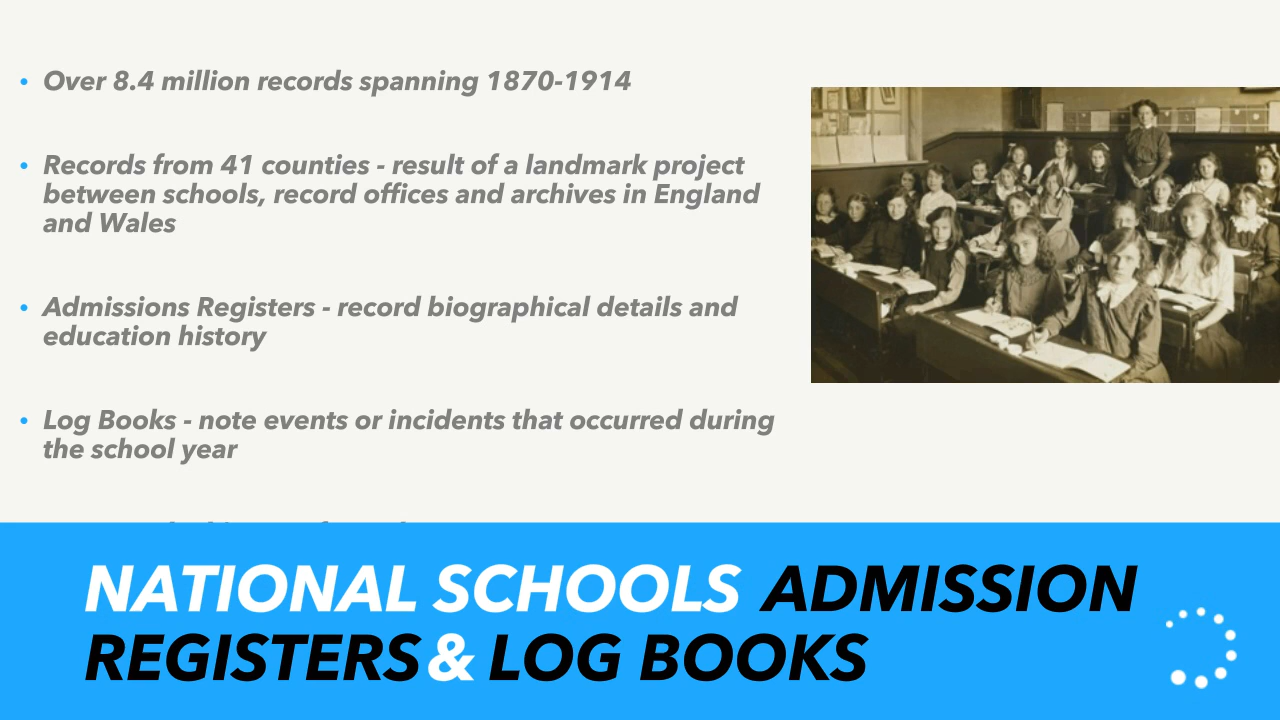 • Over 8.4 million records spanning 1870-1914
• Records from 41 counties - result of a landmark project
between schools, record offices and archives in England
and Wales
• Admissions Registers - record biographical details and
education history
• Log Books - note events or incidents that occurred during
the school year
NATIONAL SCHOOLS ADMISSION
REGISTERS & LOG BOOKS